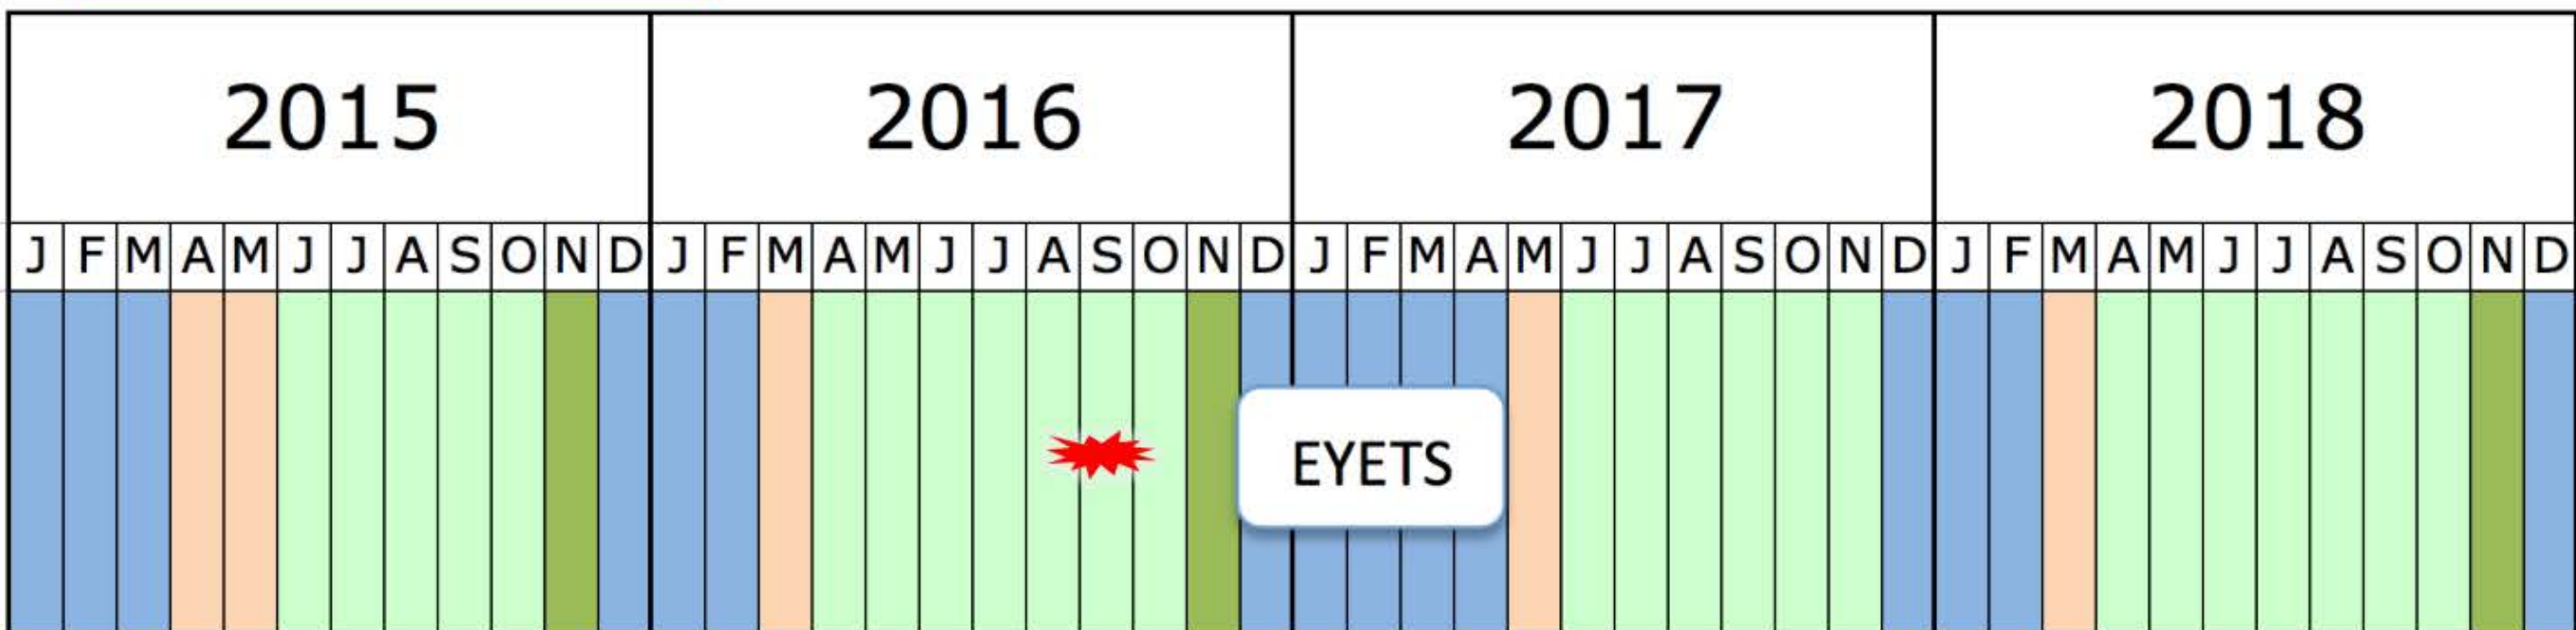 2015 2016 2017 2018
J F M A M J J A S O N D J F M A M J J A S O N D J F M A M J J A S O N D J F M A M J J A S O N D
EYETS